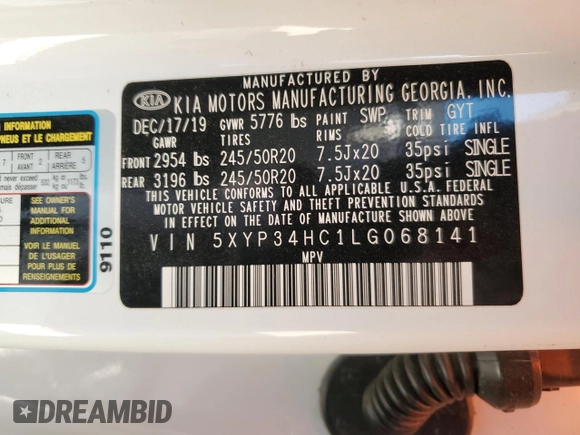 MANUFACTURED BY
KIA KIA MOTORS MANUFACTURING GEORGIA, INC.
DEC/17/19 GVWR 5776 lbs PAINT SWP TRIM GYT
GAWR TIRES RIMS COLD TIRE INFL
FRONT 2954 lbs 245/50R20 7.5Jx20 35psi SINGLE
REAR 3196 lbs 245/50R20 7.5Jx20 35psi SINGLE
THIS VEHICLE CONFORMS TO ALL APPLICABLE U.S.A. FEDERAL
MOTOR VEHICLE SAFETY AND THEFT PREVENTION STANDARDS
IN EFFECT ON THE DATE OF MANUFACTURE SHOWN ABOVE.
VIN 5XYP34HC1LG068141
MPV
INFORMATION
PNEUS ET LE CHARGEMENT
7 FRONT AVANT 2 REAR ARRIÈRE 5
SEE OWNER'S
MANUAL FOR
ADDITIONAL
INFORMATION
VOIR LE MANUEL
DE L'USAGER
POUR PLUS DE
RENSEIGNEMENTS
9110
DREAMBID